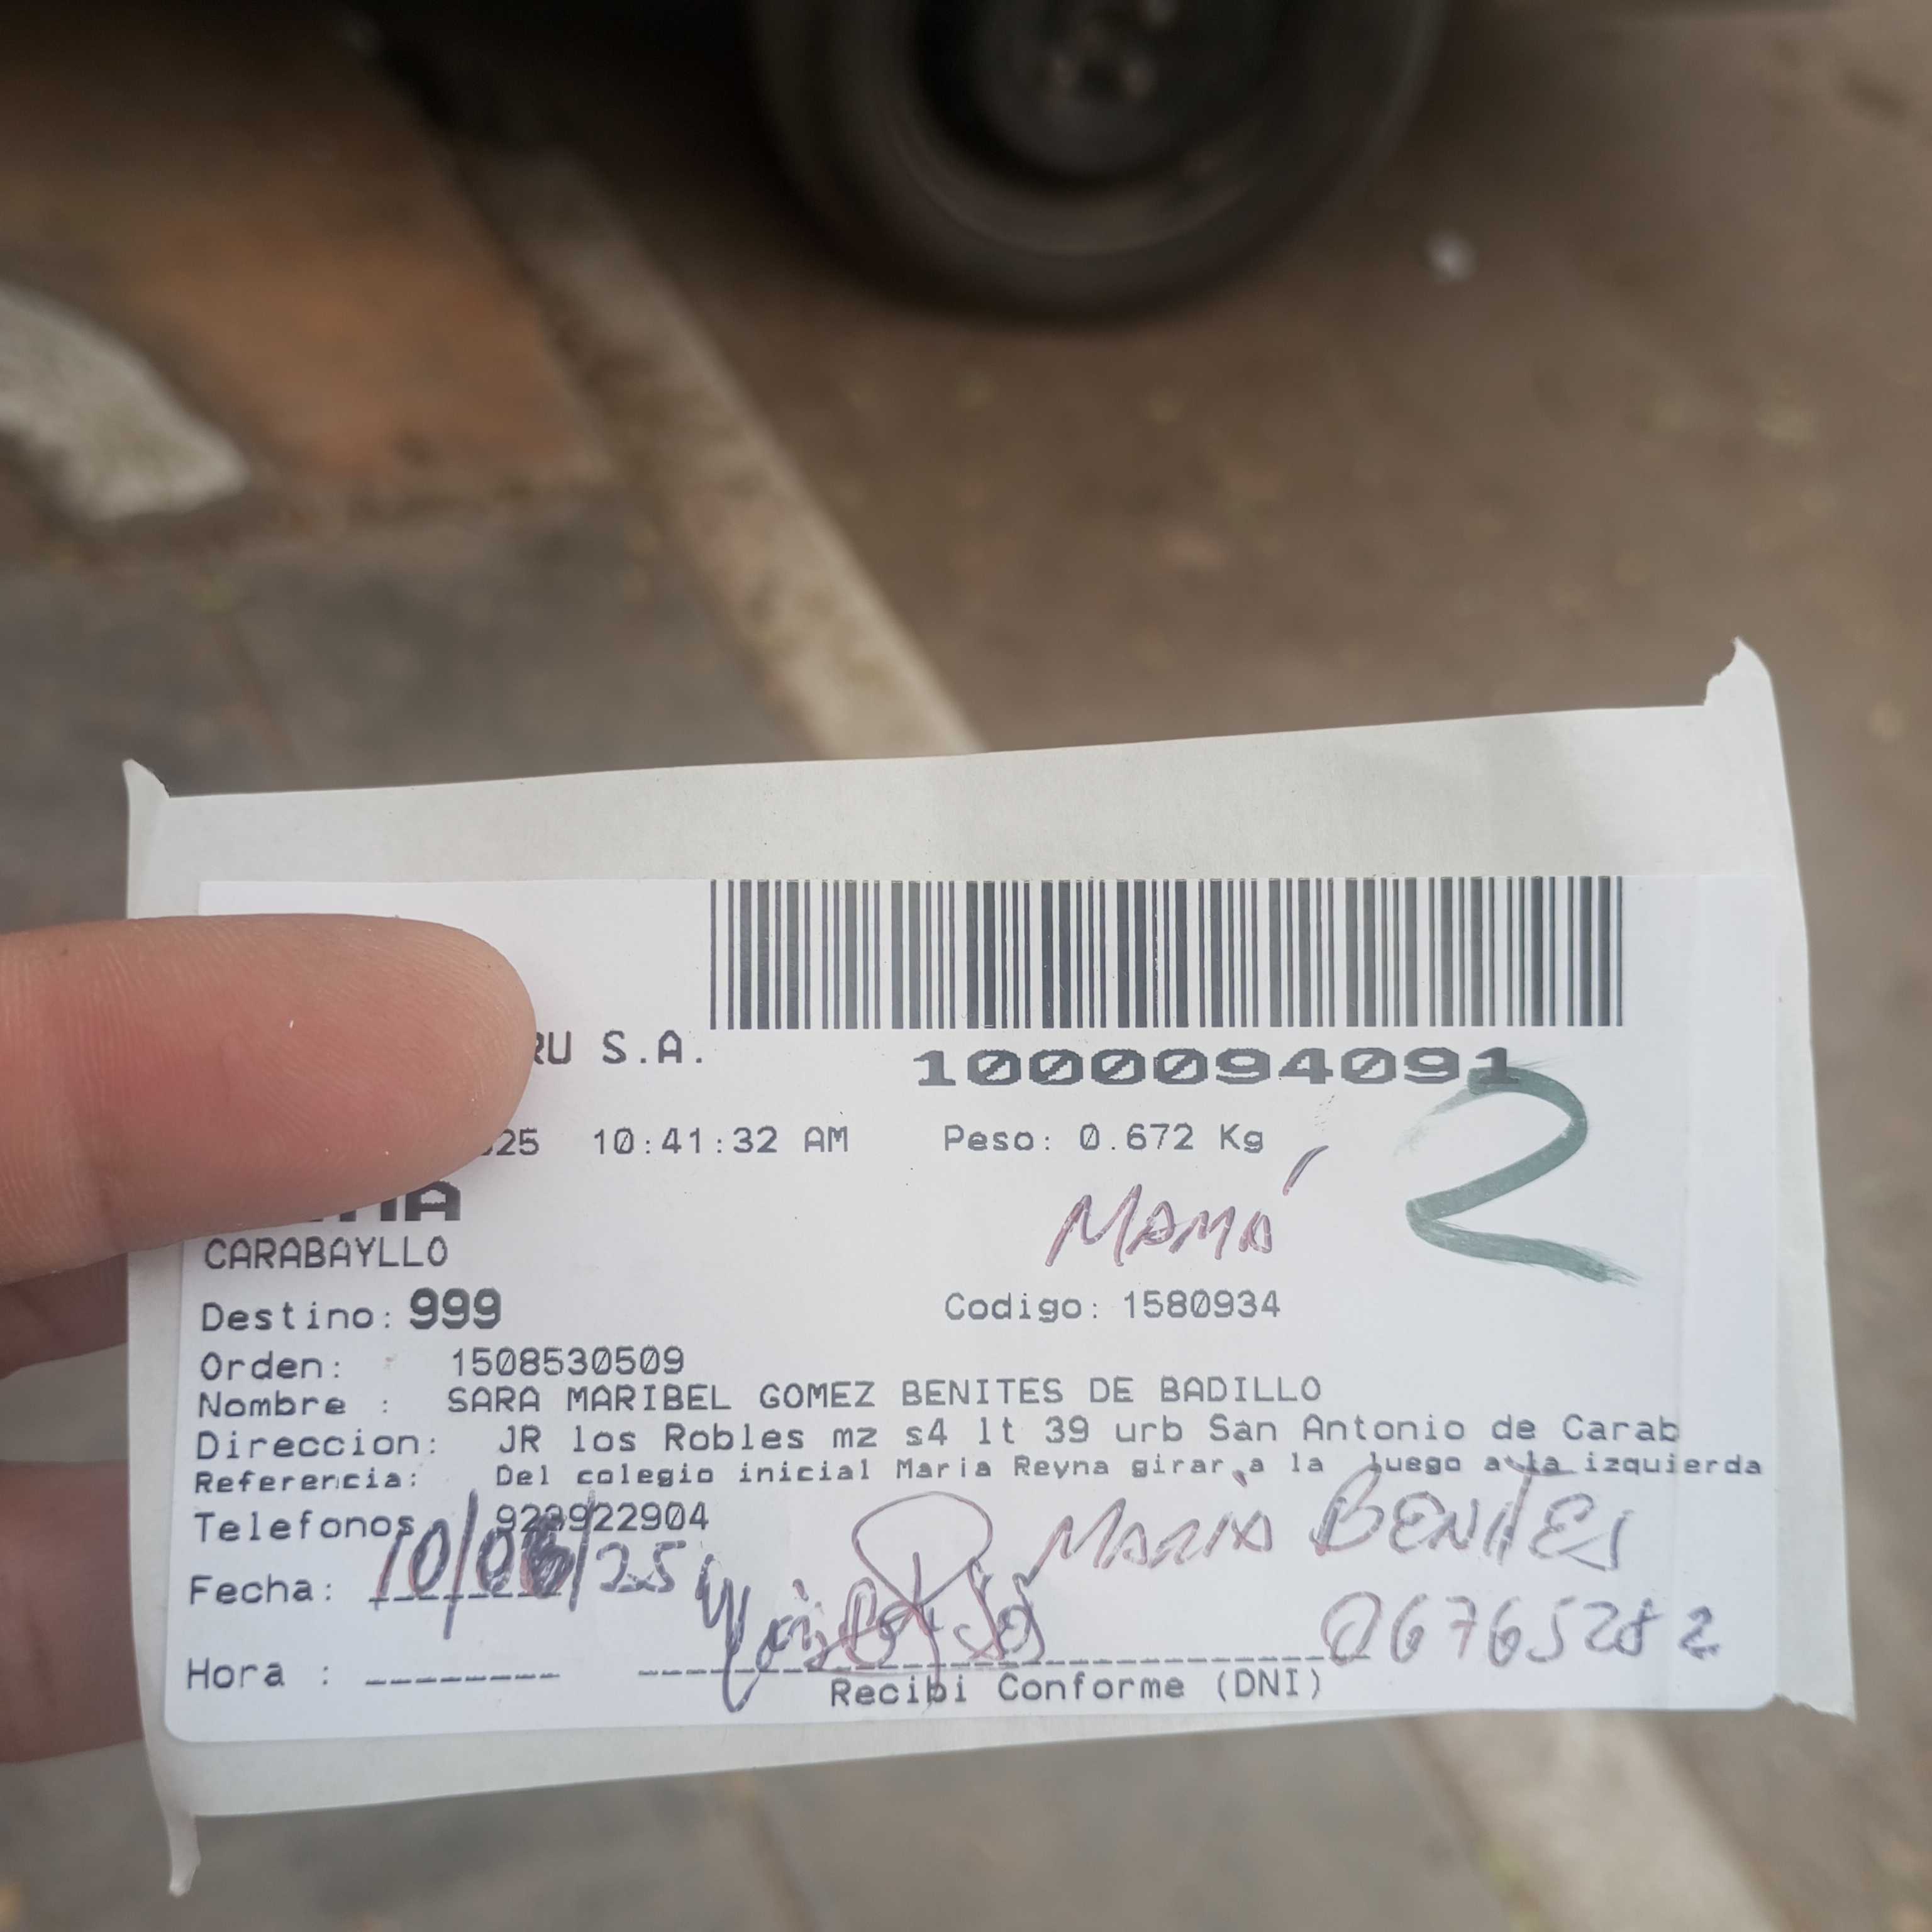 RU S.A.
1000094091
25 10:41:32 AM Peso: 0.672 Kg
2
MAMÁ
CARABAYLLO
Destino: 999 Codigo: 1580934
Orden: 1508530509
Nombre : SARA MARIBEL GOMEZ BENITES DE BADILLO
Direccion: JR los Robles mz s4 lt 39 urb San Antonio de Carab
Referencia: Del colegio inicial Maria Reyna girar a la luego a la izquierda
Telefonos 922904
MARIA BENITES
Fecha: 10/0 /25
06765282
Hora : --------
Recibi Conforme (DNI)